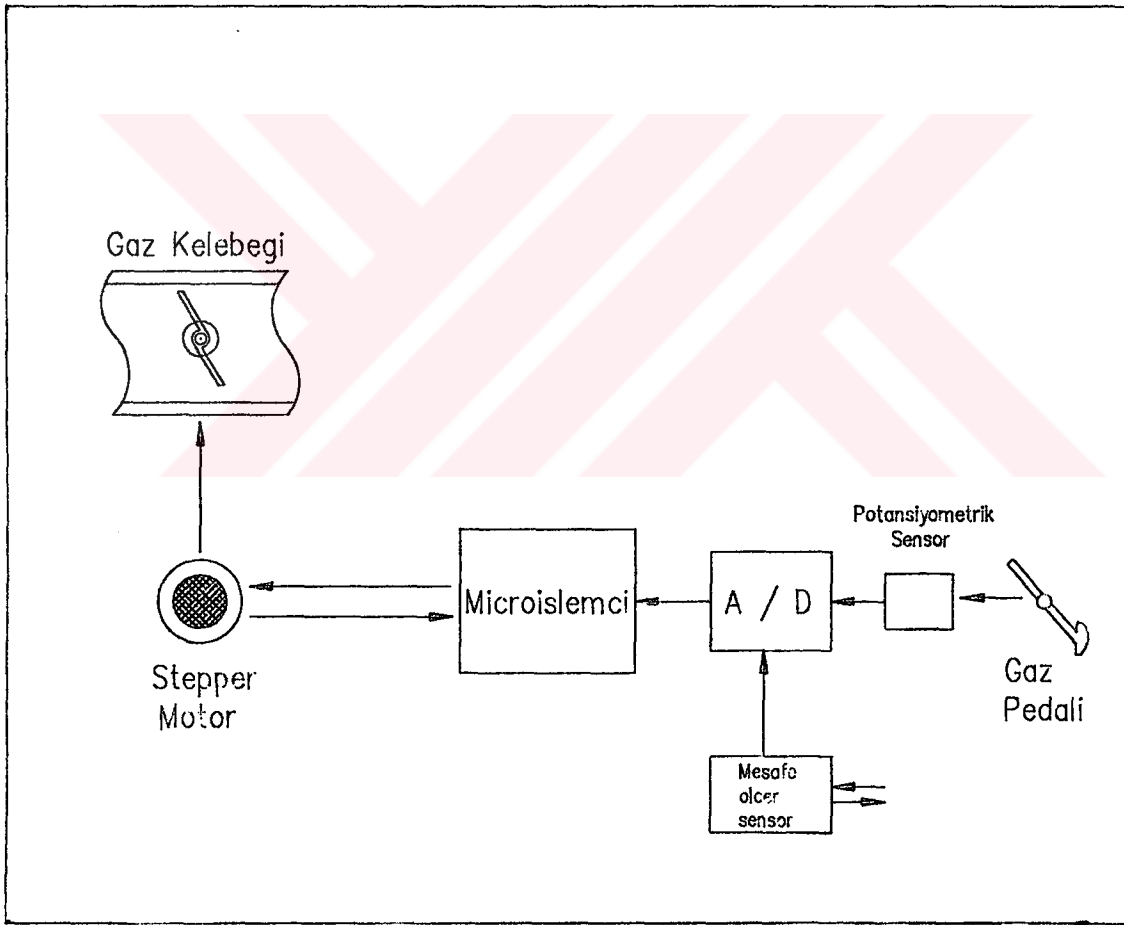 Gaz Kelebegi
Potansiyometrik
Sensor
Microislemci
A / D
Stepper
Motor
Gaz
Pedali
Mesafe
olcer
sensor